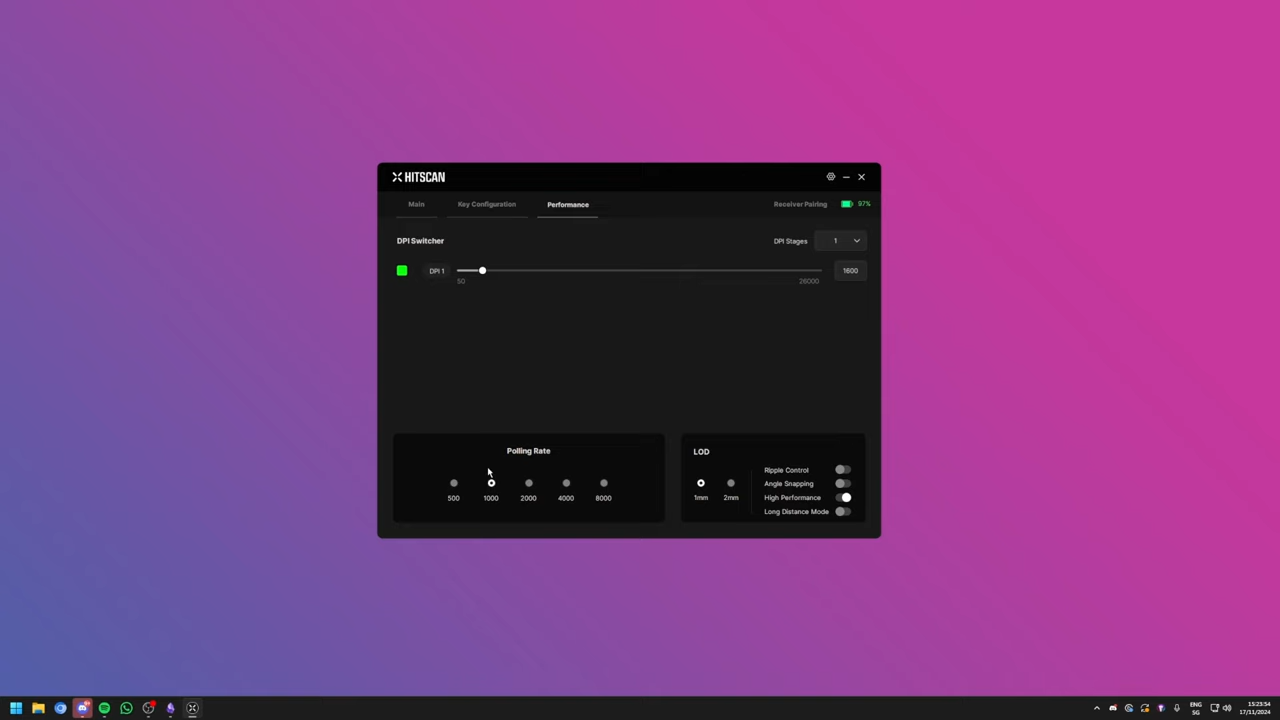 HITSCAN
Main Key Configuration Performance Receiver Pairing 97%
DPI Switcher DPI Stages 1
DPI 1 1600
50 26000
Polling Rate
500 1000 2000 4000 8000
LOD
1mm 2mm
Ripple Control
Angle Snapping
High Performance
Long Distance Mode
ENG
SG
15:23:54
17/11/2024